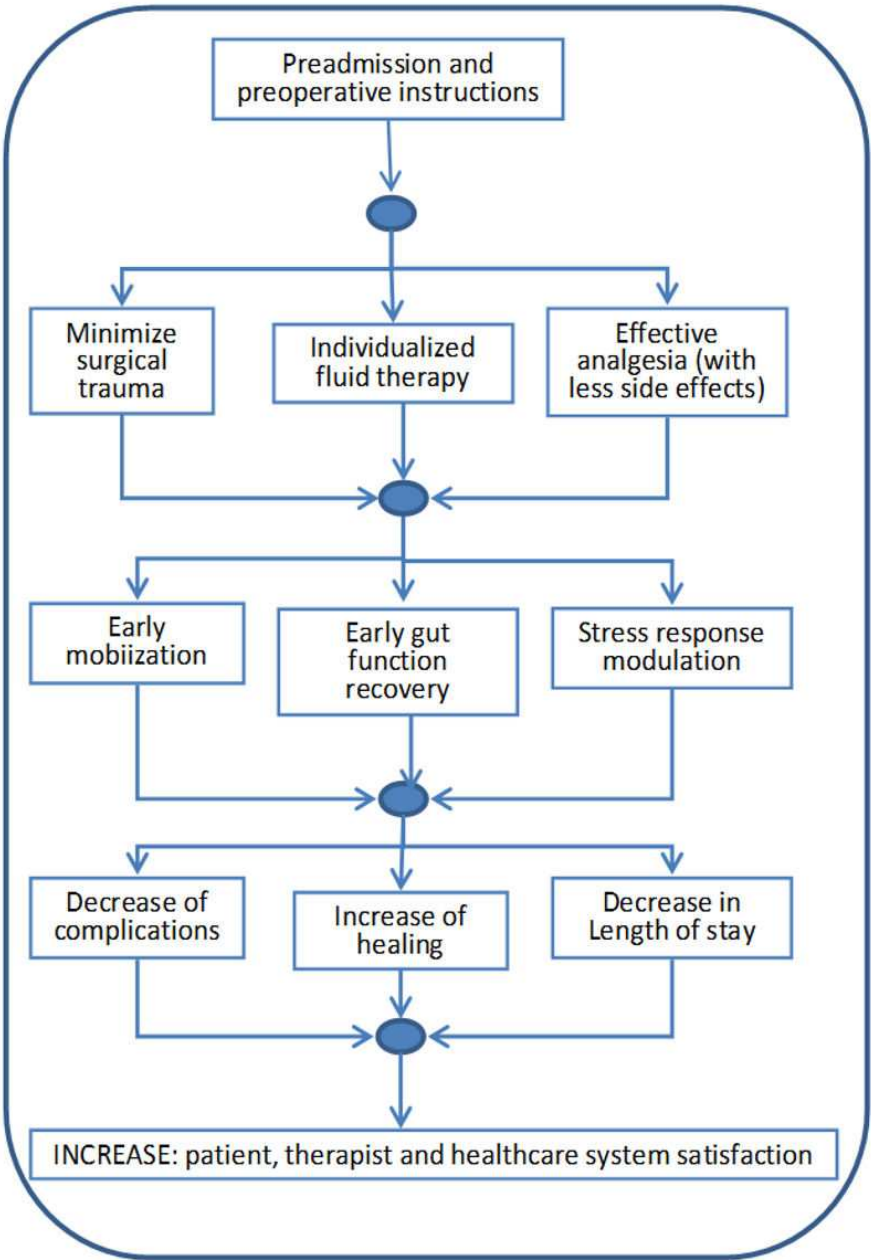 Preadmission and
preoperative instructions
Minimize
surgical
trauma
Individualized
fluid therapy
Effective
analgesia (with
less side effects)
Early
mobiization
Early gut
function
recovery
Stress response
modulation
Decrease of
complications
Increase of
healing
Decrease in
Length of stay
INCREASE: patient, therapist and healthcare system satisfaction